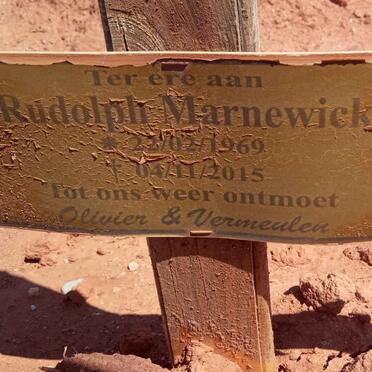 Ter ere aan
Rudolph Marnewick
* 22/02/1969
† 04/11/2015
Tot ons weer ontmoet
Olivier & Vermeulen